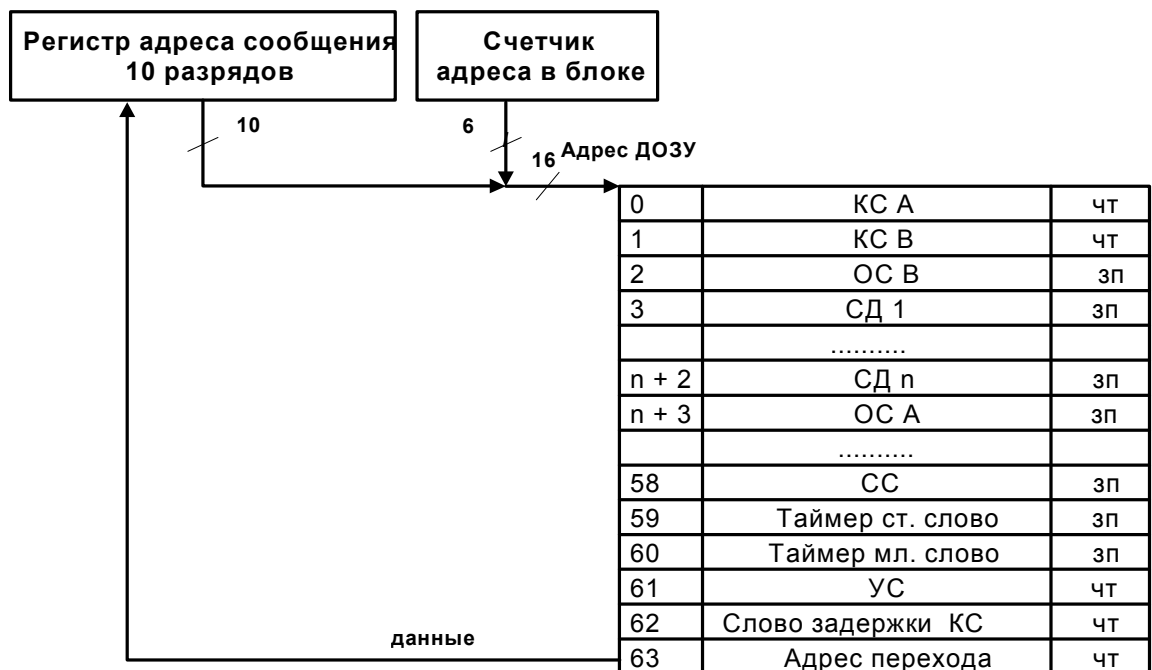 Регистр адреса сообщения
10 разрядов
Счетчик
адреса в блоке
10
6
16
Адрес ДОЗУ
0 КС А чт
1 КС В чт
2 ОС В зп
3 СД 1 зп
..........
n + 2 СД n зп
n + 3 ОС А зп
..........
58 СС зп
59 Таймер ст. слово зп
60 Таймер мл. слово зп
61 УС чт
62 Слово задержки КС чт
данные
63 Адрес перехода чт